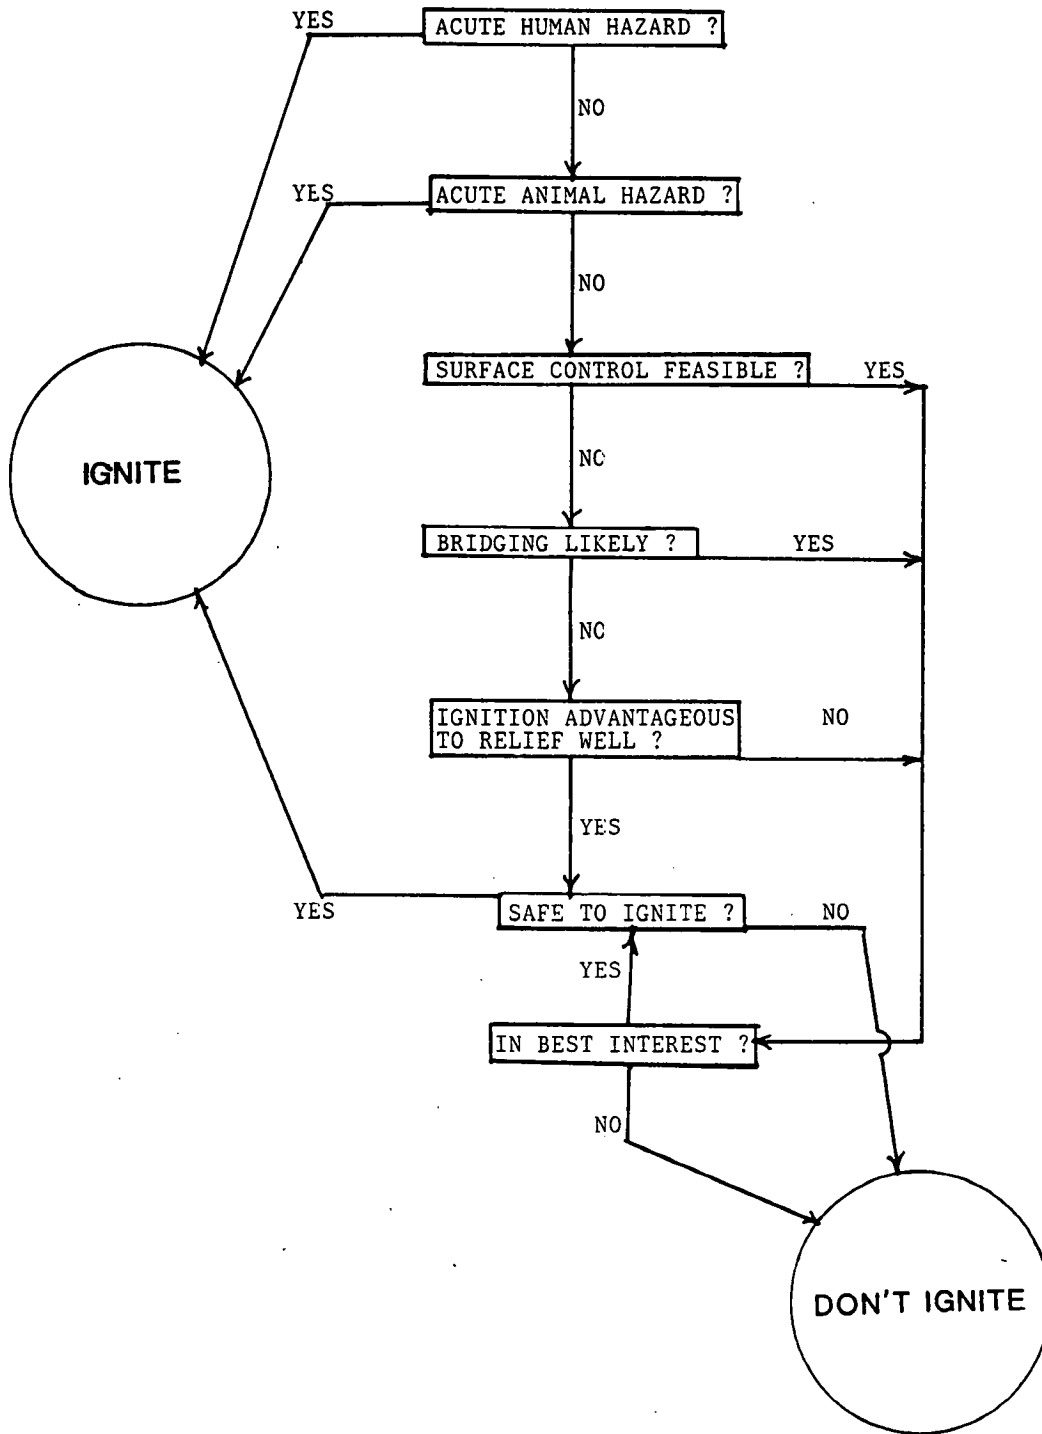 YES
ACUTE HUMAN HAZARD ?
NO
YES
ACUTE ANIMAL HAZARD ?
NO
SURFACE CONTROL FEASIBLE ?
YES
IGNITE
NO
BRIDGING LIKELY ?
YES
NO
IGNITION ADVANTAGEOUS
TO RELIEF WELL ?
NO
YES
YES
SAFE TO IGNITE ?
NO
YES
IN BEST INTEREST ?
NO
DON'T IGNITE